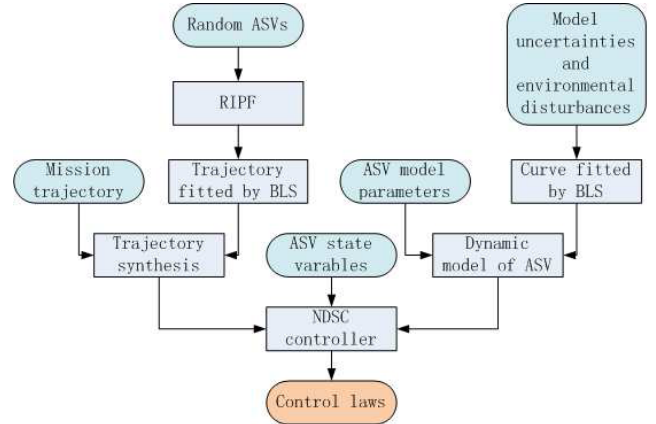 Random ASVs
Model
uncertainties
and
environmental
disturbances
RIPF
Mission
trajectory
Trajectory
fitted by BLS
ASV model
parameters
Curve fitted
by BLS
Trajectory
synthesis
ASV state
varables
Dynamic
model of ASV
NDSC
controller
Control laws